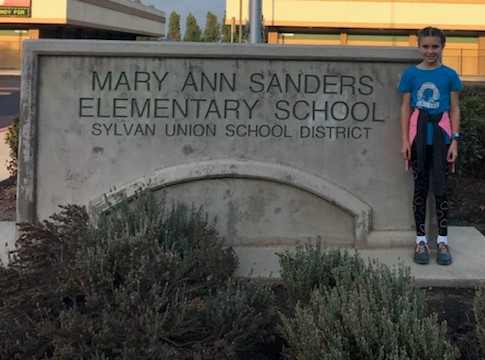 MARY ANN SANDERS
ELEMENTARY SCHOOL
SYLVAN UNION SCHOOL DISTRICT